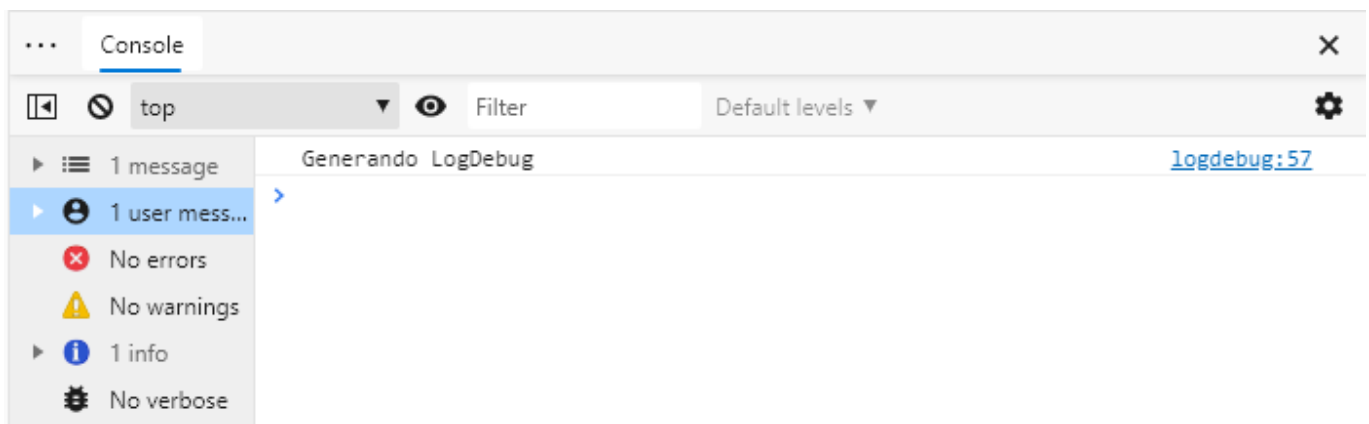 Console
top Filter Default levels
1 message
Generando LogDebug logdebug:57
1 user mess...
No errors
No warnings
1 info
No verbose